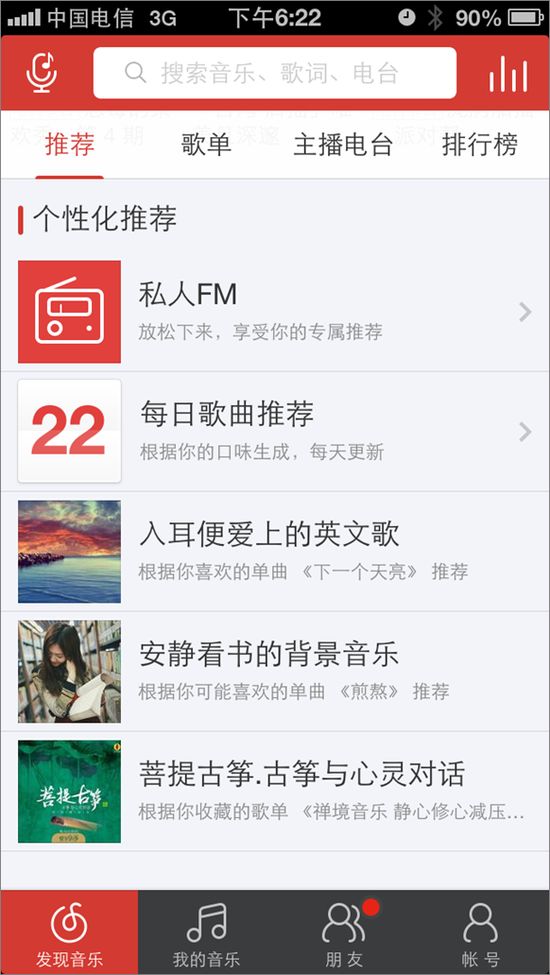 中国电信 3G 下午6:22 90%
搜索音乐、歌词、电台
推荐 歌单 主播电台 排行榜
个性化推荐
私人FM
放松下来，享受你的专属推荐
22
每日歌曲推荐
根据你的口味生成，每天更新
入耳便爱上的英文歌
根据你喜欢的单曲 《下一个天亮》 推荐
安静看书的背景音乐
根据你可能喜欢的单曲 《煎熬》 推荐
菩提古筝
菩提古筝.古筝与心灵对话
根据你收藏的歌单 《禅境音乐 静心修心减压...
发现音乐 我的音乐 朋友 帐号